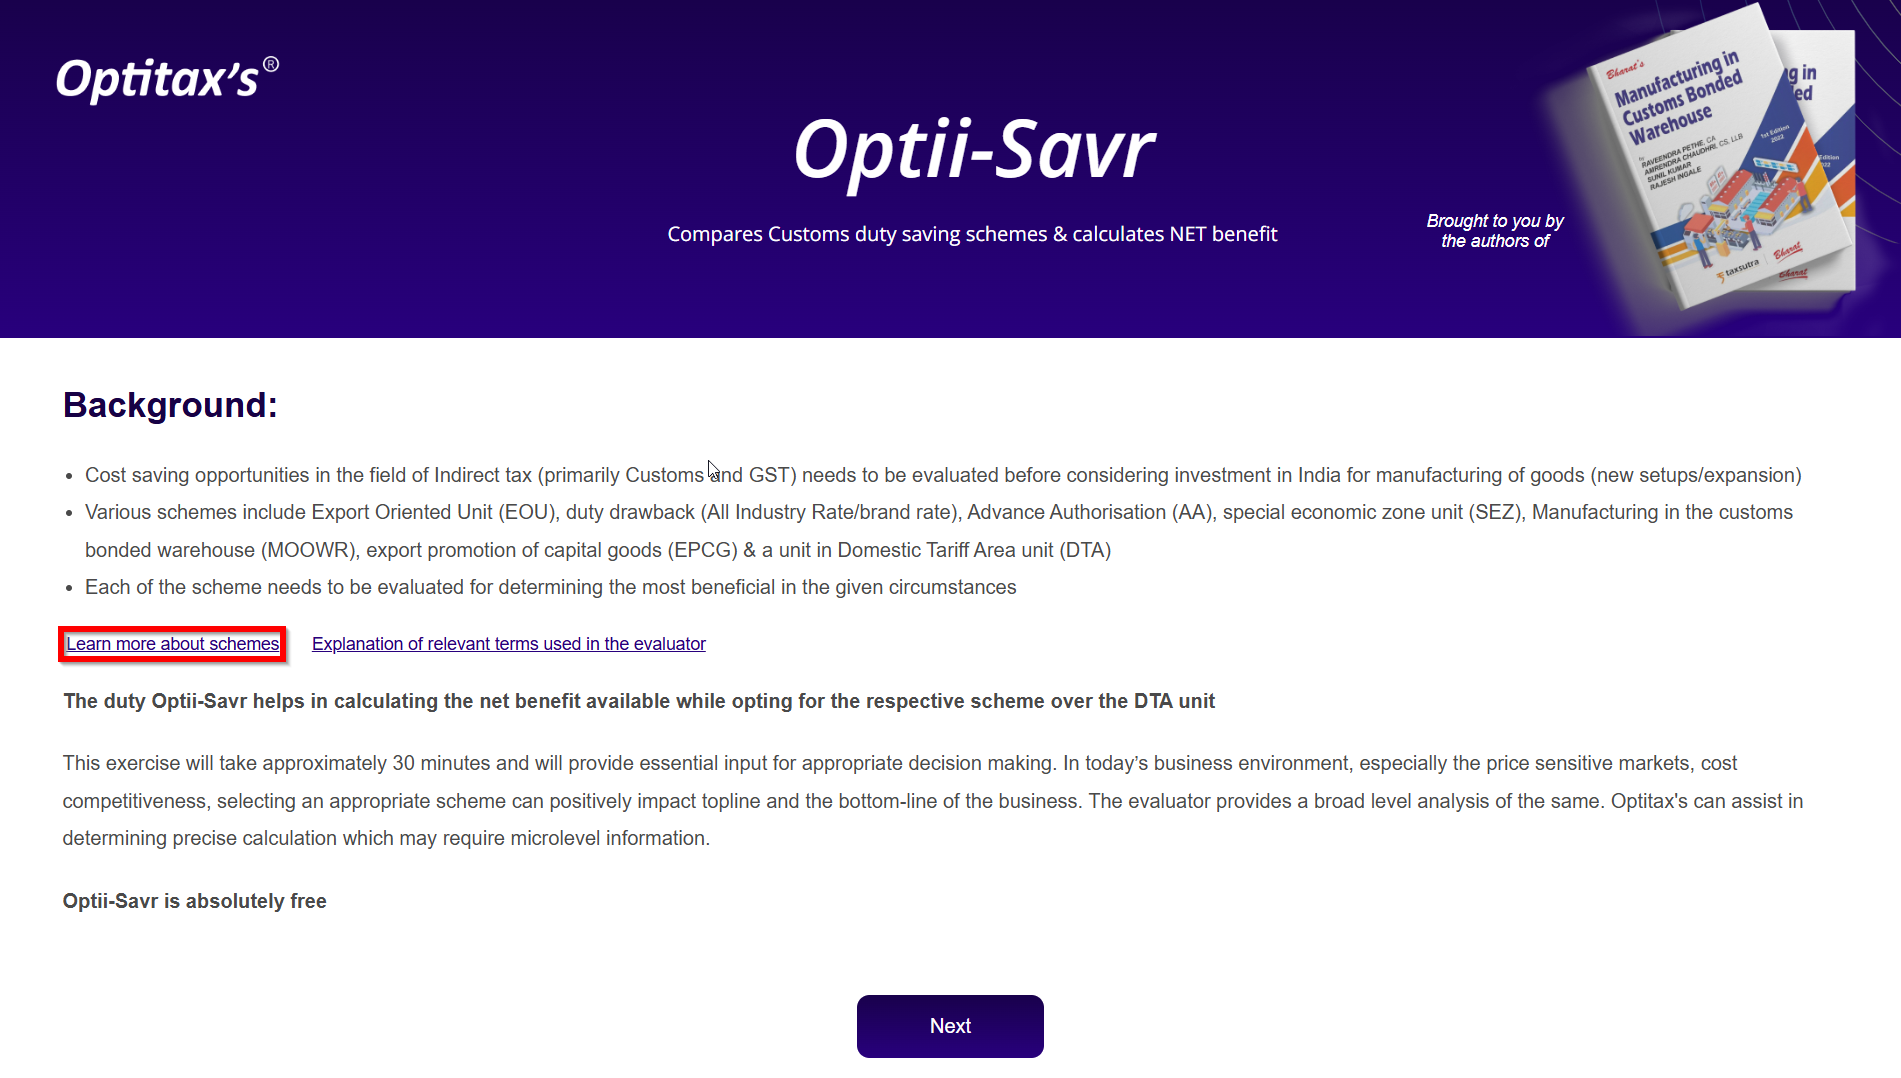 Optitax's®
Optii-Savr
Compares Customs duty saving schemes & calculates NET benefit
Brought to you by
the authors of
Bharat's
Manufacturing in
Customs Bonded
Warehouse
by
RAVEENDRA PETHE, CA
AMRENDRA CHAUDHRI, CS, LLB
SUNIL KUMAR
RAJESH INGALE
1st Edition
2022
taxsutra
Bharat
g in
ed
Edition
Bharat
Background:
• Cost saving opportunities in the field of Indirect tax (primarily Customs and GST) needs to be evaluated before considering investment in India for manufacturing of goods (new setups/expansion)
• Various schemes include Export Oriented Unit (EOU), duty drawback (All Industry Rate/brand rate), Advance Authorisation (AA), special economic zone unit (SEZ), Manufacturing in the customs
bonded warehouse (MOOWR), export promotion of capital goods (EPCG) & a unit in Domestic Tariff Area unit (DTA)
• Each of the scheme needs to be evaluated for determining the most beneficial in the given circumstances
Learn more about schemes Explanation of relevant terms used in the evaluator
The duty Optii-Savr helps in calculating the net benefit available while opting for the respective scheme over the DTA unit
This exercise will take approximately 30 minutes and will provide essential input for appropriate decision making. In today’s business environment, especially the price sensitive markets, cost
competitiveness, selecting an appropriate scheme can positively impact topline and the bottom-line of the business. The evaluator provides a broad level analysis of the same. Optitax's can assist in
determining precise calculation which may require microlevel information.
Optii-Savr is absolutely free
Next